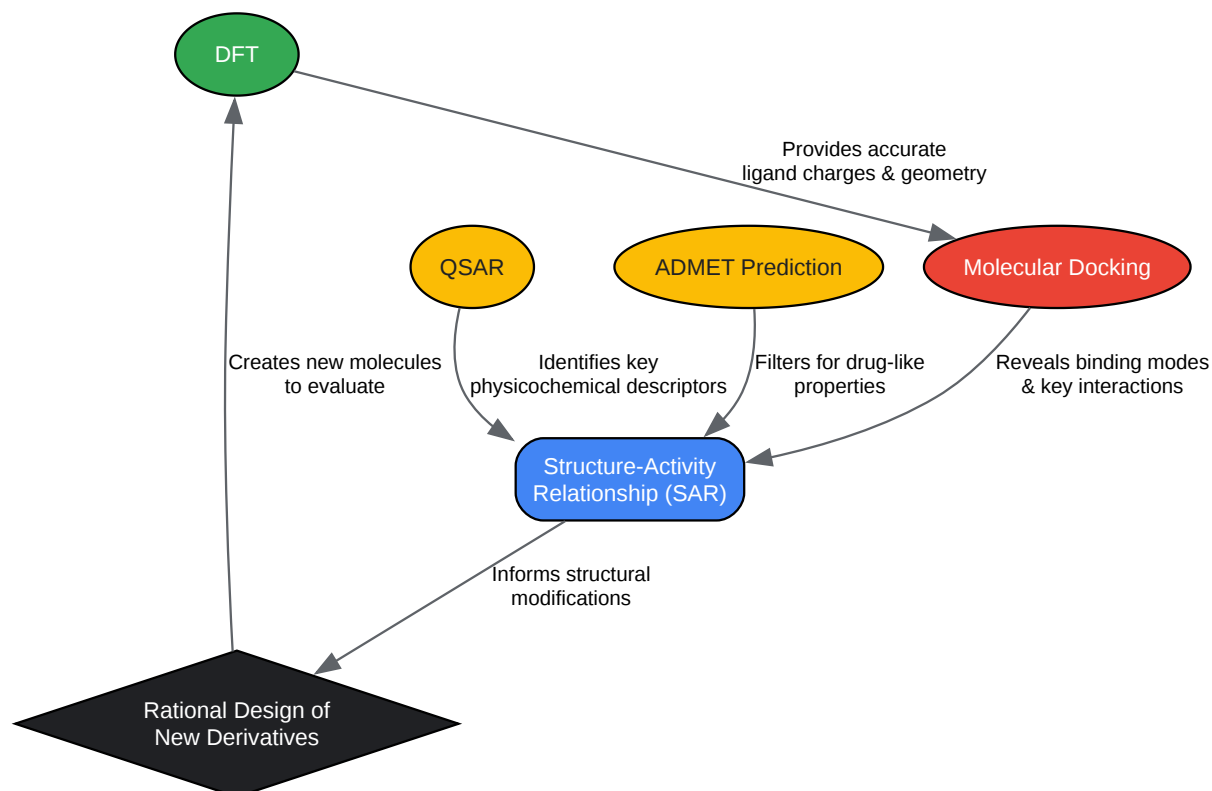 DFT
Provides accurate
ligand charges & geometry
QSAR
ADMET Prediction
Molecular Docking
Creates new molecules
to evaluate
Identifies key
physicochemical descriptors
Filters for drug-like
properties
Reveals binding modes
& key interactions
Structure-Activity
Relationship (SAR)
Informs structural
modifications
Rational Design of
New Derivatives